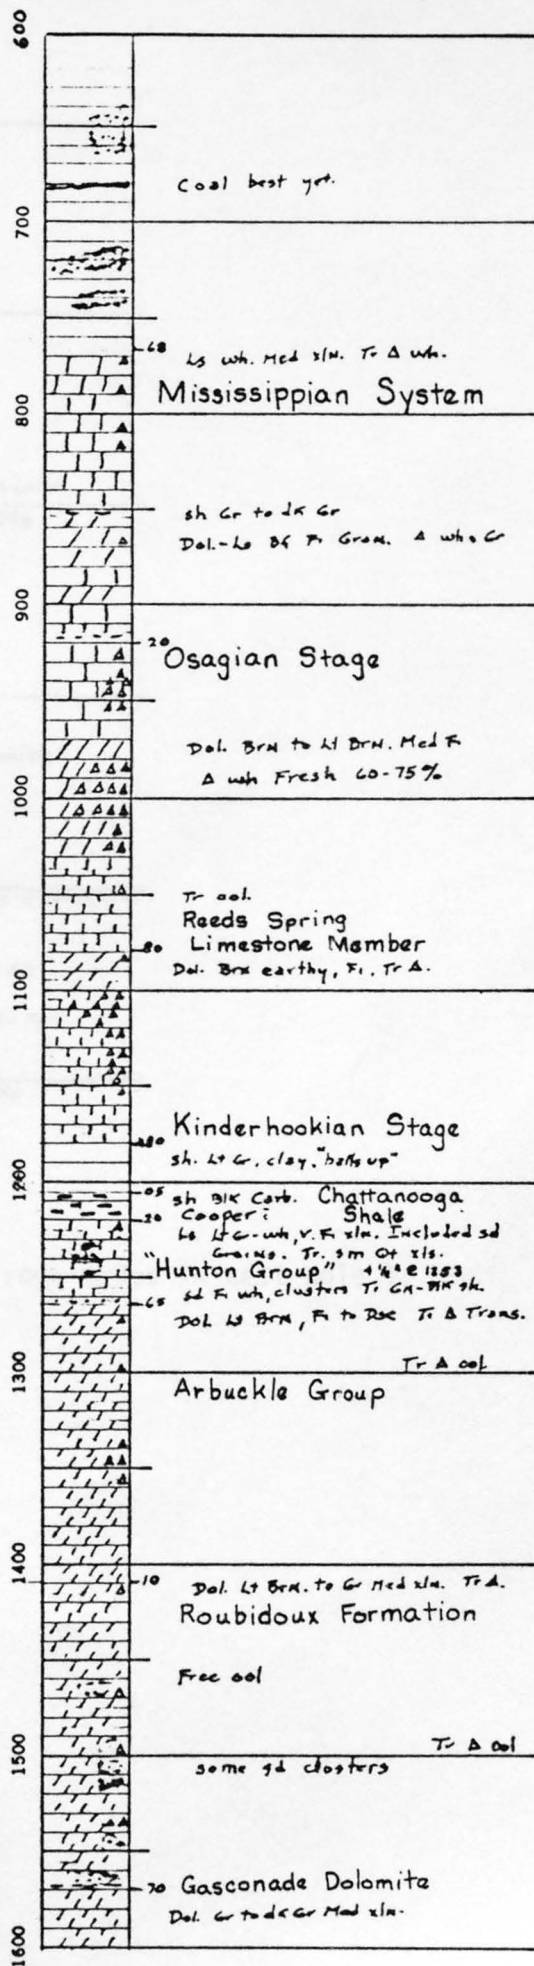 600
Coal best yet.
700
68
Ls wh. Med xln. Tr Δ wh.
Mississippian System
800
sh Gr to dk Gr
Dol.-Ls Bf Fi Gran. Δ wh & Gr
900
20
Osagian Stage
Dol. Brn to Lt Brn. Med Fi
Δ wh Fresh 60-75%
1000
Tr ool.
Reeds Spring
Limestone Member
80
Dol. Brn earthy, Fi, Tr Δ.
1100
Kinderhookian Stage
80
sh. Lt Gr, clay, "balls up"
1200
05
sh Blk Carb. Chattanooga
20
Cooper: Shale
Ls Lt G-wh, v. Fi xln. Included sd
Grains. Tr. sm Qt xls.
"Hunton Group" @ 1253
sd Fi wh, clusters Tr Gn-Blk sh.
65
Dol Ls Brn, Fi to Dse Tr Δ Trans.
Tr Δ ool
1300
Arbuckle Group
1400
10
Dol. Lt Brn. to Gr Med xln. Tr Δ.
Roubidoux Formation
Free ool
Tr Δ ool
1500
some sd clusters
70
Gasconade Dolomite
Dol. Gr to dk Gr Med xln.
1600